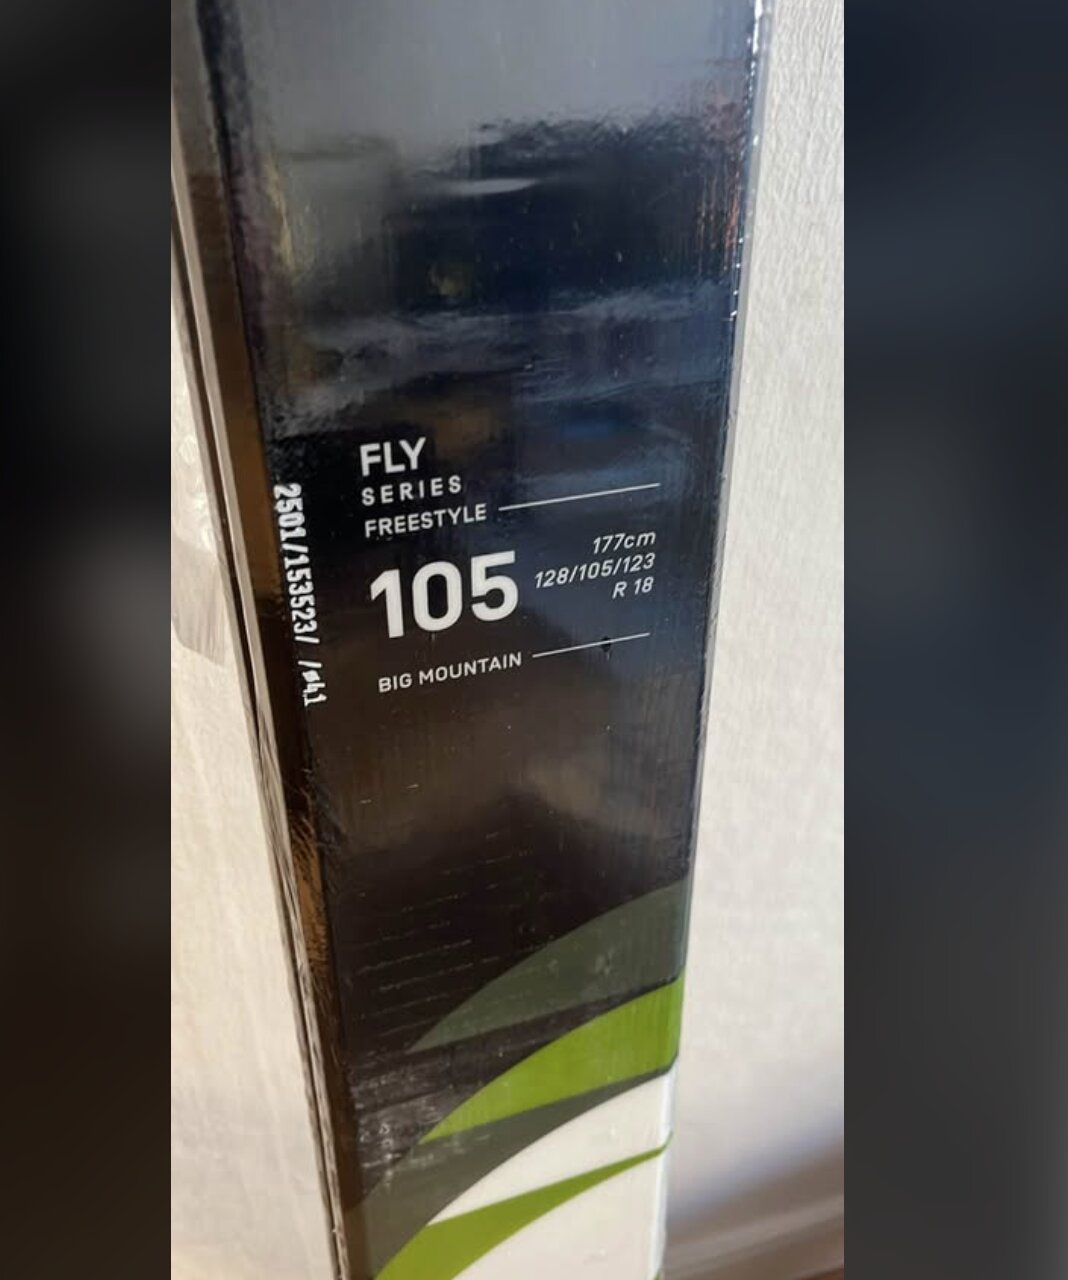 FLY
SERIES
FREESTYLE
105
177cm
128/105/123
R 18
BIG MOUNTAIN
2501/153523/